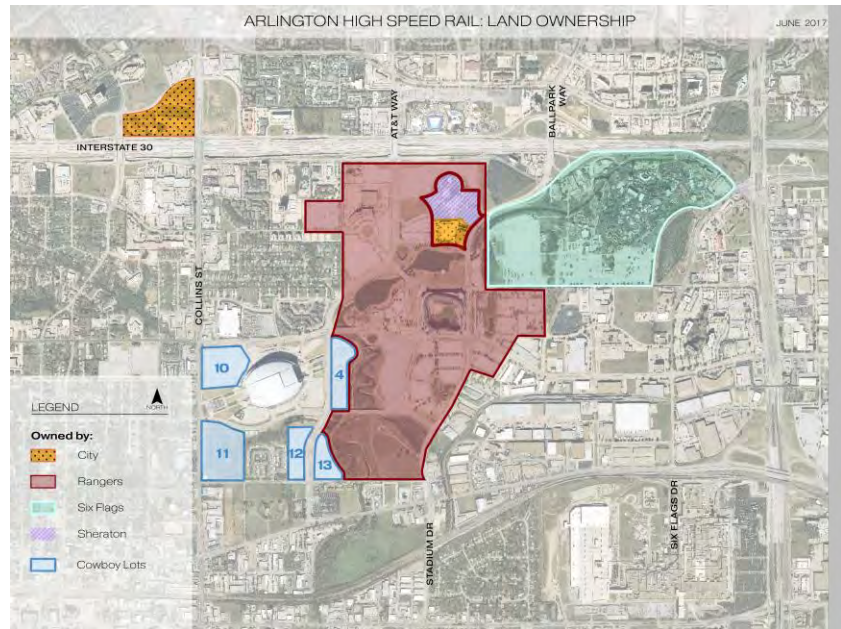 ARLINGTON HIGH SPEED RAIL: LAND OWNERSHIP
JUNE 2017
AT&T WAY
BALLPARK
WAY
INTERSTATE 30
COLLINS ST
10
4
11
12
13
STADIUM DR
SIX FLAGS DR
LEGEND
NORTH
Owned by:
City
Rangers
Six Flags
Sheraton
Cowboy Lots